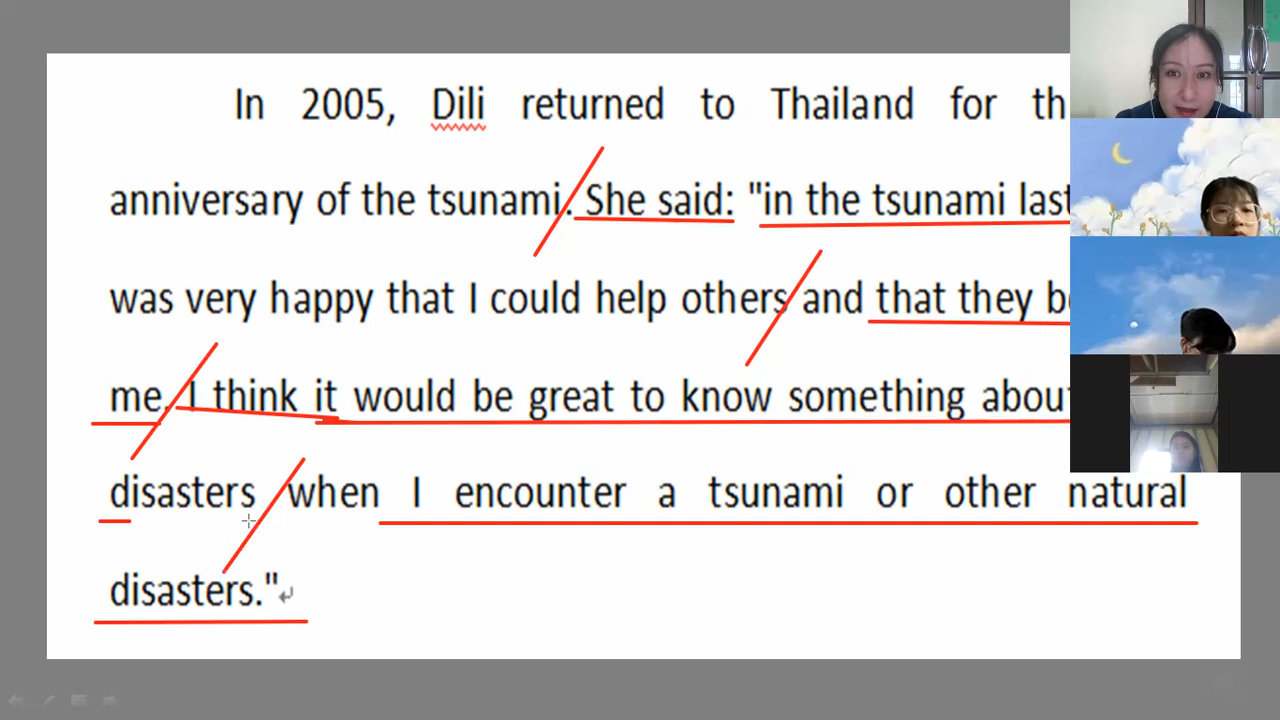 In 2005, Dili returned to Thailand for th
anniversary of the tsunami. She said: "in the tsunami last
was very happy that I could help others and that they b
me. I think it would be great to know something about
disasters when I encounter a tsunami or other natural
disasters."